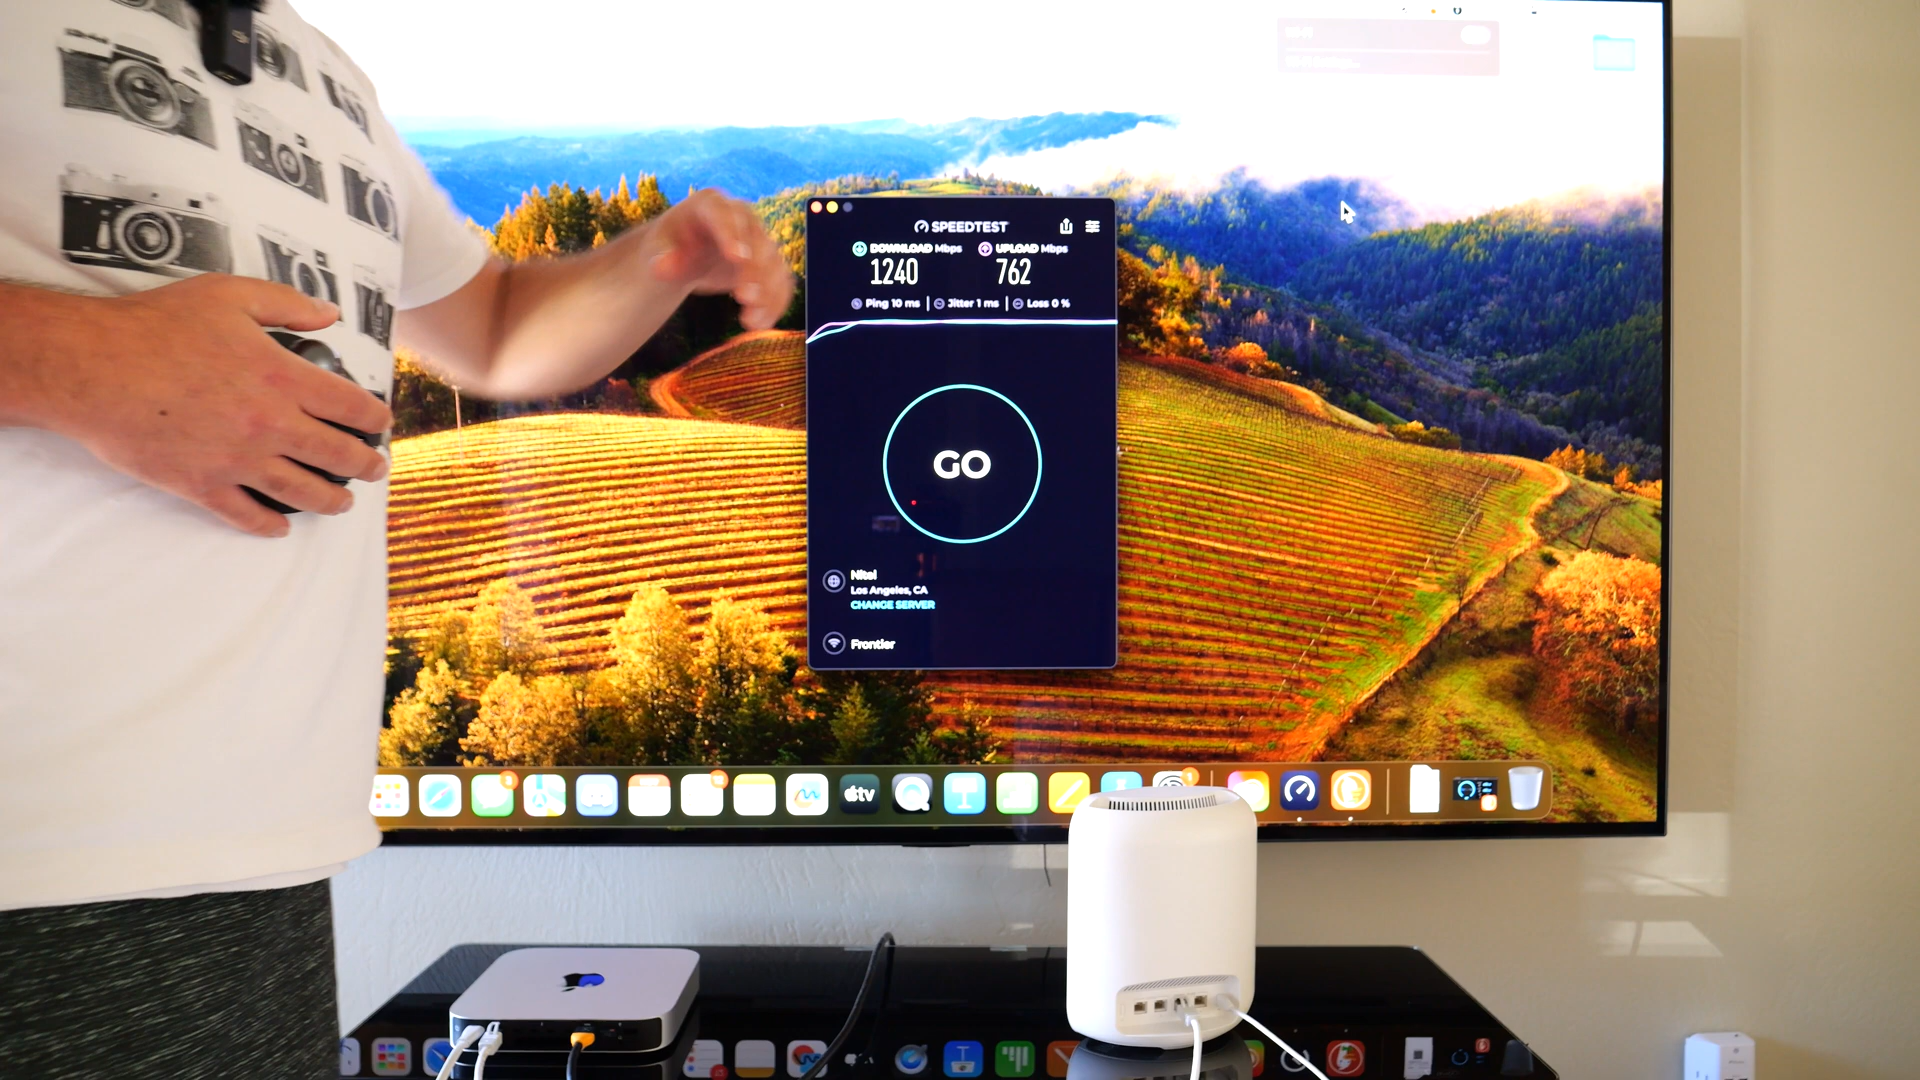 SPEEDTEST
DOWNLOAD Mbps
UPLOAD Mbps
1240
762
Ping 10 ms
Jitter 1 ms
Loss 0 %
GO
Nitel
Los Angeles, CA
CHANGE SERVER
Frontier
tv